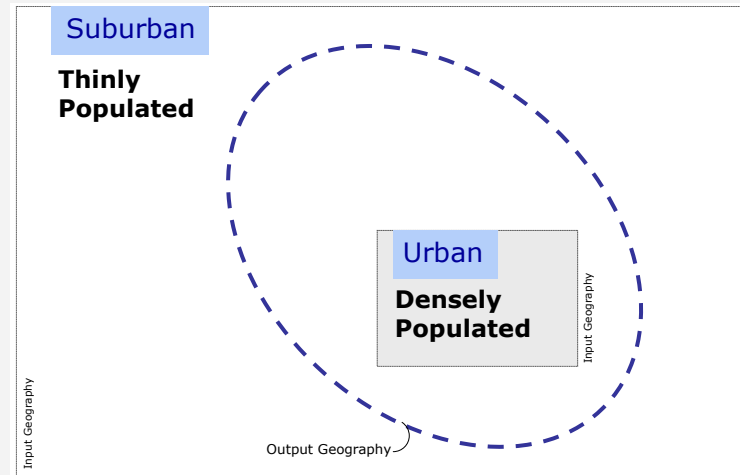 Suburban
Thinly
Populated
Urban
Densely
Populated
Input Geography
Input Geography
Output Geography